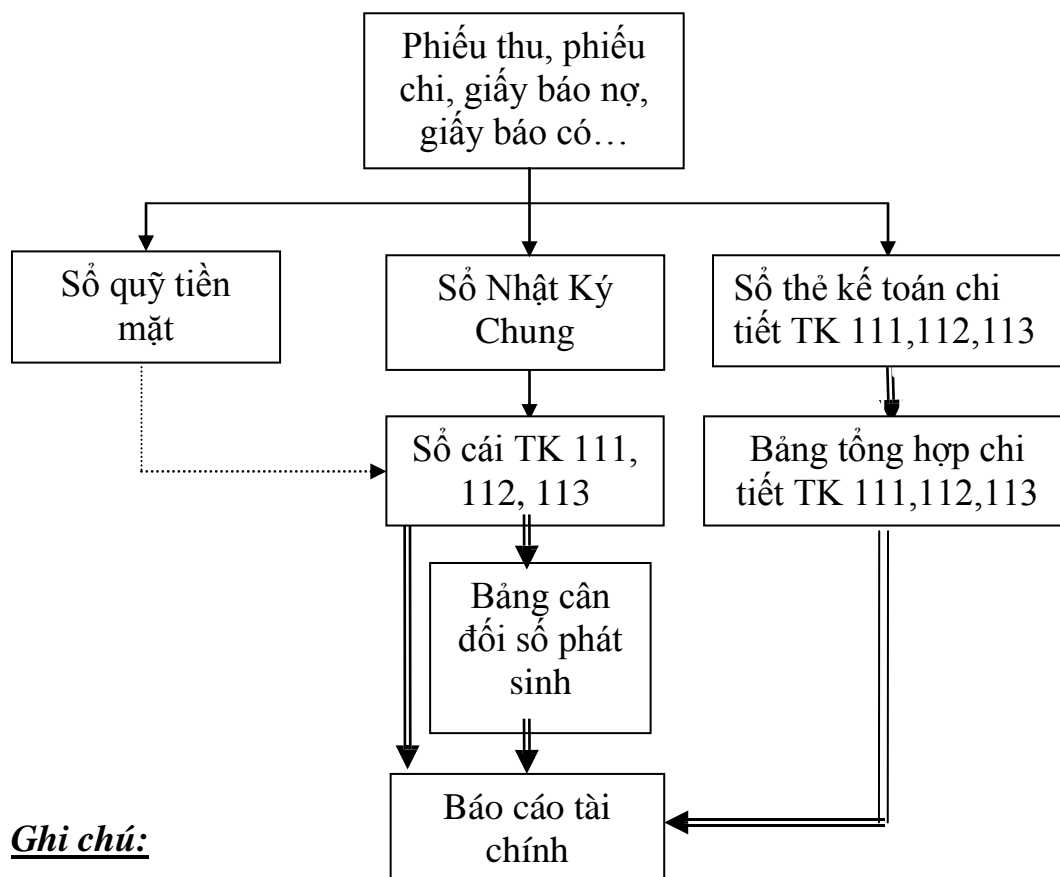 Phiếu thu, phiếu
chi, giấy báo nợ,
giấy báo có…
Sổ quỹ tiền
mặt
Sổ Nhật Ký
Chung
Sổ thẻ kế toán chi
tiết TK 111,112,113
Sổ cái TK 111,
112, 113
Bảng tổng hợp chi
tiết TK 111,112,113
Bảng cân
đối số phát
sinh
Báo cáo tài
chính
Ghi chú: